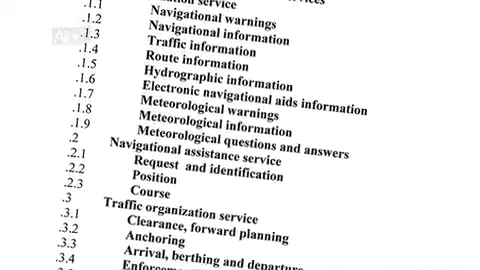 .1.1 service
.1.2 Navigational warnings
.1.3 Navigational information
.1.4 Traffic information
.1.5 Route information
.1.6 Hydrographic information
.1.7 Electronic navigational aids information
.1.8 Meteorological warnings
.1.9 Meteorological information
Meteorological questions and answers
.2 Navigational assistance service
.2.1 Request and identification
.2.2 Position
.2.3 Course
.3 Traffic organization service
.3.1 Clearance, forward planning
.3.2 Anchoring
.3.3 Arrival, berthing and departure
.3.4